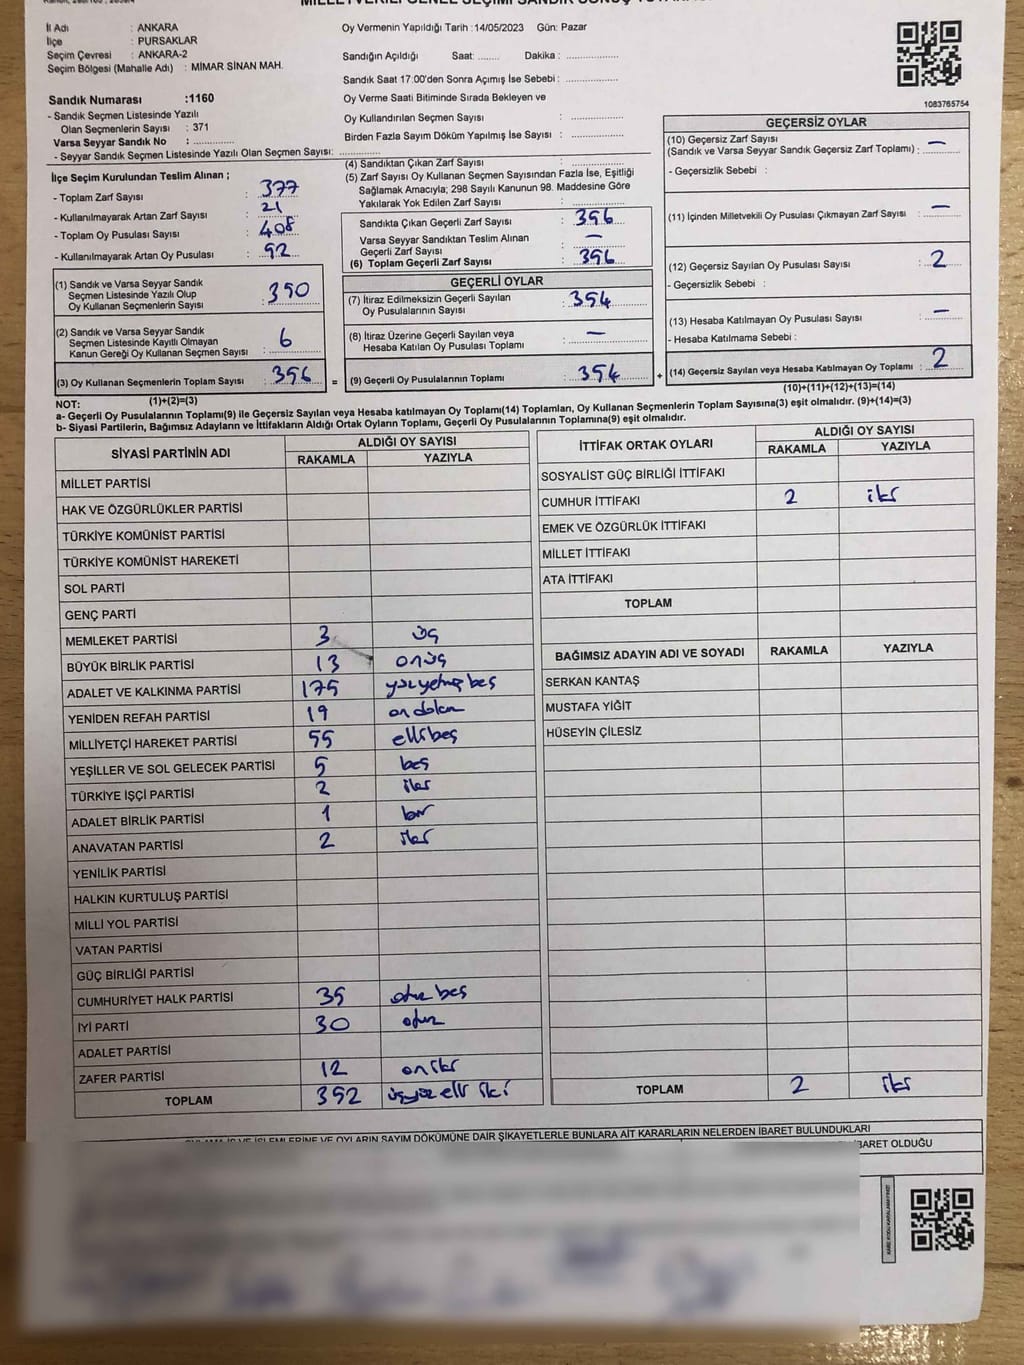 İl Adı : ANKARA
İlçe : PURSAKLAR
Seçim Çevresi : ANKARA-2
Seçim Bölgesi (Mahalle Adı) : MİMAR SİNAN MAH.
Sandık Numarası :1160
- Sandık Seçmen Listesinde Yazılı
Olan Seçmenlerin Sayısı : 371
Varsa Seyyar Sandık No :
- Seyyar Sandık Seçmen Listesinde Yazılı Olan Seçmen Sayısı:
Oy Vermenin Yapıldığı Tarih :14/05/2023 Gün: Pazar
Sandığın Açıldığı Saat: Dakika :
Sandık Saat 17.00'den Sonra Açımış İse Sebebi :
Oy Verme Saati Bitiminde Sırada Bekleyen ve
Oy Kullandırılan Seçmen Sayısı :
Birden Fazla Sayım Döküm Yapılmış İse Sayısı :
1083765754
İlçe Seçim Kurulundan Teslim Alınan ;
- Toplam Zarf Sayısı : 377
- Kullanılmayarak Artan Zarf Sayısı : 21
- Toplam Oy Pusulası Sayısı : 408
- Kullanılmayarak Artan Oy Pusulası : 92
(4) Sandıktan Çıkan Zarf Sayısı :
(5) Zarf Sayısı Oy Kullanan Seçmen Sayısından Fazla İse, Eşitliği
Sağlamak Amacıyla; 298 Sayılı Kanunun 98. Maddesine Göre
Yakılarak Yok Edilen Zarf Sayısı :
Sandıkta Çıkan Geçerli Zarf Sayısı : 356
Varsa Seyyar Sandıktan Teslim Alınan
Geçerli Zarf Sayısı : —
(6) Toplam Geçerli Zarf Sayısı : 356
GEÇERSİZ OYLAR
(10) Geçersiz Zarf Sayısı
(Sandık ve Varsa Seyyar Sandık Geçersiz Zarf Toplamı) : —
- Geçersizlik Sebebi :
(11) İçinden Milletvekili Oy Pusulası Çıkmayan Zarf Sayısı : —
(12) Geçersiz Sayılan Oy Pusulası Sayısı : 2
- Geçersizlik Sebebi :
(13) Hesaba Katılmayan Oy Pusulası Sayısı : —
- Hesaba Katılmama Sebebi :
(14) Geçersiz Sayılan veya Hesaba Katılmayan Oy Toplamı : 2
(10)+(11)+(12)+(13)=(14)
(1) Sandık ve Varsa Seyyar Sandık
Seçmen Listesinde Yazılı Olup
Oy Kullanan Seçmenlerin Sayısı : 350
(2) Sandık ve Varsa Seyyar Sandık
Seçmen Listesinde Kayıtlı Olmayan
Kanun Gereği Oy Kullanan Seçmen Sayısı : 6
(3) Oy Kullanan Seçmenlerin Toplam Sayısı : 356 =
(1)+(2)=(3)
GEÇERLİ OYLAR
(7) İtiraz Edilmeksizin Geçerli Sayılan
Oy Pusulalarının Sayısı : 354
(8) İtiraz Üzerine Geçerli Sayılan veya
Hesaba Katılan Oy Pusulası Toplamı : —
(9) Geçerli Oy Pusulalarının Toplamı : 354 +
NOT:
a- Geçerli Oy Pusulalarının Toplamı(9) ile Geçersiz Sayılan veya Hesaba katılmayan Oy Toplamı(14) Toplamları, Oy Kullanan Seçmenlerin Toplam Sayısına(3) eşit olmalıdır. (9)+(14)=(3)
b- Siyasi Partilerin, Bağımsız Adayların ve İttifakların Aldığı Ortak Oyların Toplamı, Geçerli Oy Pusulalarının Toplamına(9) eşit olmalıdır.
SİYASİ PARTİNİN ADI ALDIĞI OY SAYISI
RAKAMLA YAZIYLA
MİLLET PARTİSİ
HAK VE ÖZGÜRLÜKLER PARTİSİ
TÜRKİYE KOMÜNİST PARTİSİ
TÜRKİYE KOMÜNİST HAREKETİ
SOL PARTİ
GENÇ PARTİ
MEMLEKET PARTİSİ 3 üç
BÜYÜK BİRLİK PARTİSİ 13 onüç
ADALET VE KALKINMA PARTİSİ 175 yüzyetmiş beş
YENİDEN REFAH PARTİSİ 19 on dokuz
MİLLİYETÇİ HAREKET PARTİSİ 55 ellibeş
YEŞİLLER VE SOL GELECEK PARTİSİ 5 beş
TÜRKİYE İŞÇİ PARTİSİ 2 iki
ADALET BİRLİK PARTİSİ 1 bir
ANAVATAN PARTİSİ 2 iki
YENİLİK PARTİSİ
HALKIN KURTULUŞ PARTİSİ
MİLLİ YOL PARTİSİ
VATAN PARTİSİ
GÜÇ BİRLİĞİ PARTİSİ
CUMHURİYET HALK PARTİSİ 35 otuz beş
İYİ PARTİ 30 otuz
ADALET PARTİSİ
ZAFER PARTİSİ 12 on iki
TOPLAM 352 üçyüz elli iki
İTTİFAK ORTAK OYLARI ALDIĞI OY SAYISI
RAKAMLA YAZIYLA
SOSYALİST GÜÇ BİRLİĞİ İTTİFAKI
CUMHUR İTTİFAKI 2 iki
EMEK VE ÖZGÜRLÜK İTTİFAKI
MİLLET İTTİFAKI
ATA İTTİFAKI
TOPLAM
BAĞIMSIZ ADAYIN ADI VE SOYADI RAKAMLA YAZIYLA
SERKAN KANTAŞ
MUSTAFA YİĞİT
HÜSEYİN ÇİLESİZ
TOPLAM 2 iki
DÖKÜMÜNE DAİR ŞİKAYETLERLE BUNLARA AİT KARARLARIN NELERDEN İBARET BULUNDUKLARI
İBARET OLDUĞU